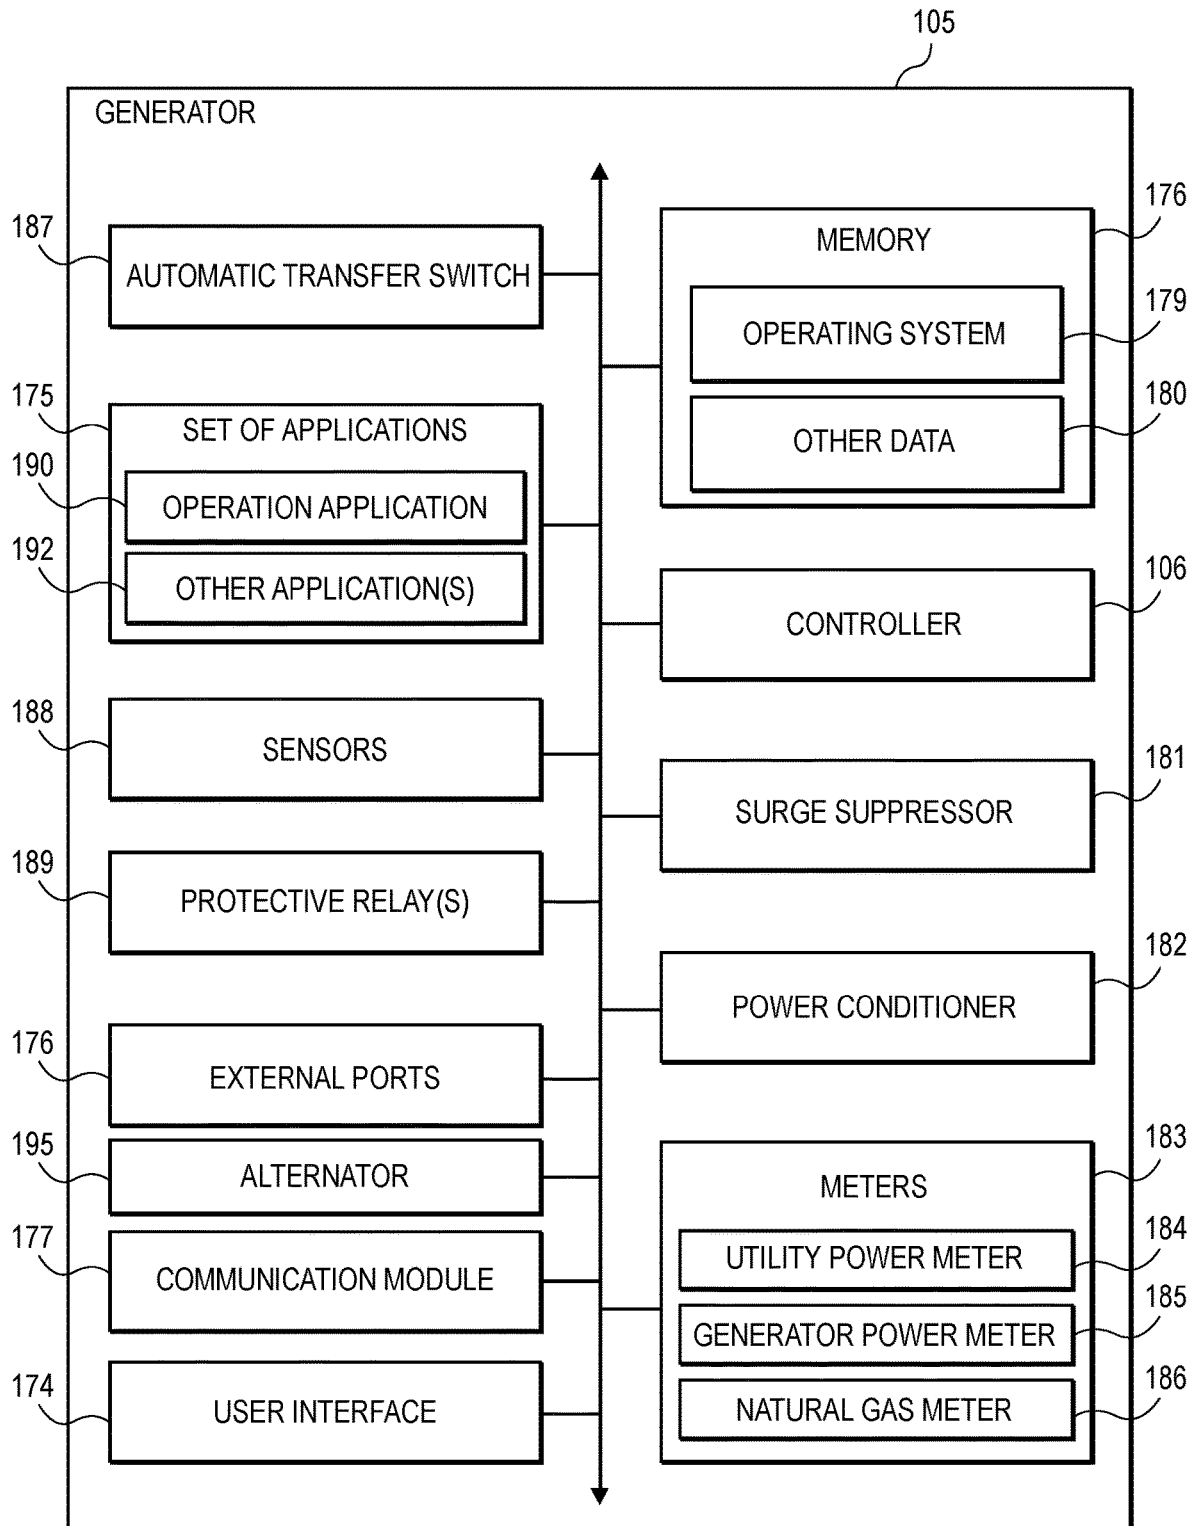 105
GENERATOR
187
AUTOMATIC TRANSFER SWITCH
175
SET OF APPLICATIONS
190
OPERATION APPLICATION
192
OTHER APPLICATION(S)
188
SENSORS
189
PROTECTIVE RELAY(S)
176
EXTERNAL PORTS
195
ALTERNATOR
177
COMMUNICATION MODULE
174
USER INTERFACE
176
MEMORY
179
OPERATING SYSTEM
180
OTHER DATA
106
CONTROLLER
181
SURGE SUPPRESSOR
182
POWER CONDITIONER
183
METERS
184
UTILITY POWER METER
185
GENERATOR POWER METER
186
NATURAL GAS METER